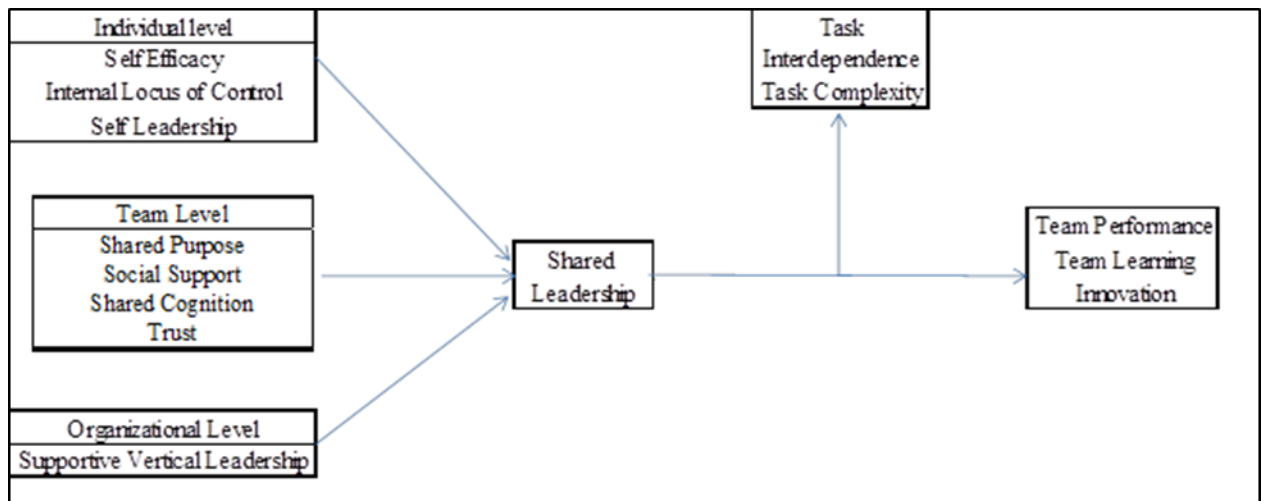 Individual level
Self Efficacy
Internal Locus of Control
Self Leadership
Team Level
Shared Purpose
Social Support
Shared Cognition
Trust
Organizational Level
Supportive Vertical Leadership
Shared
Leadership
Task
Interdependence
Task Complexity
Team Performance
Team Learning
Innovation